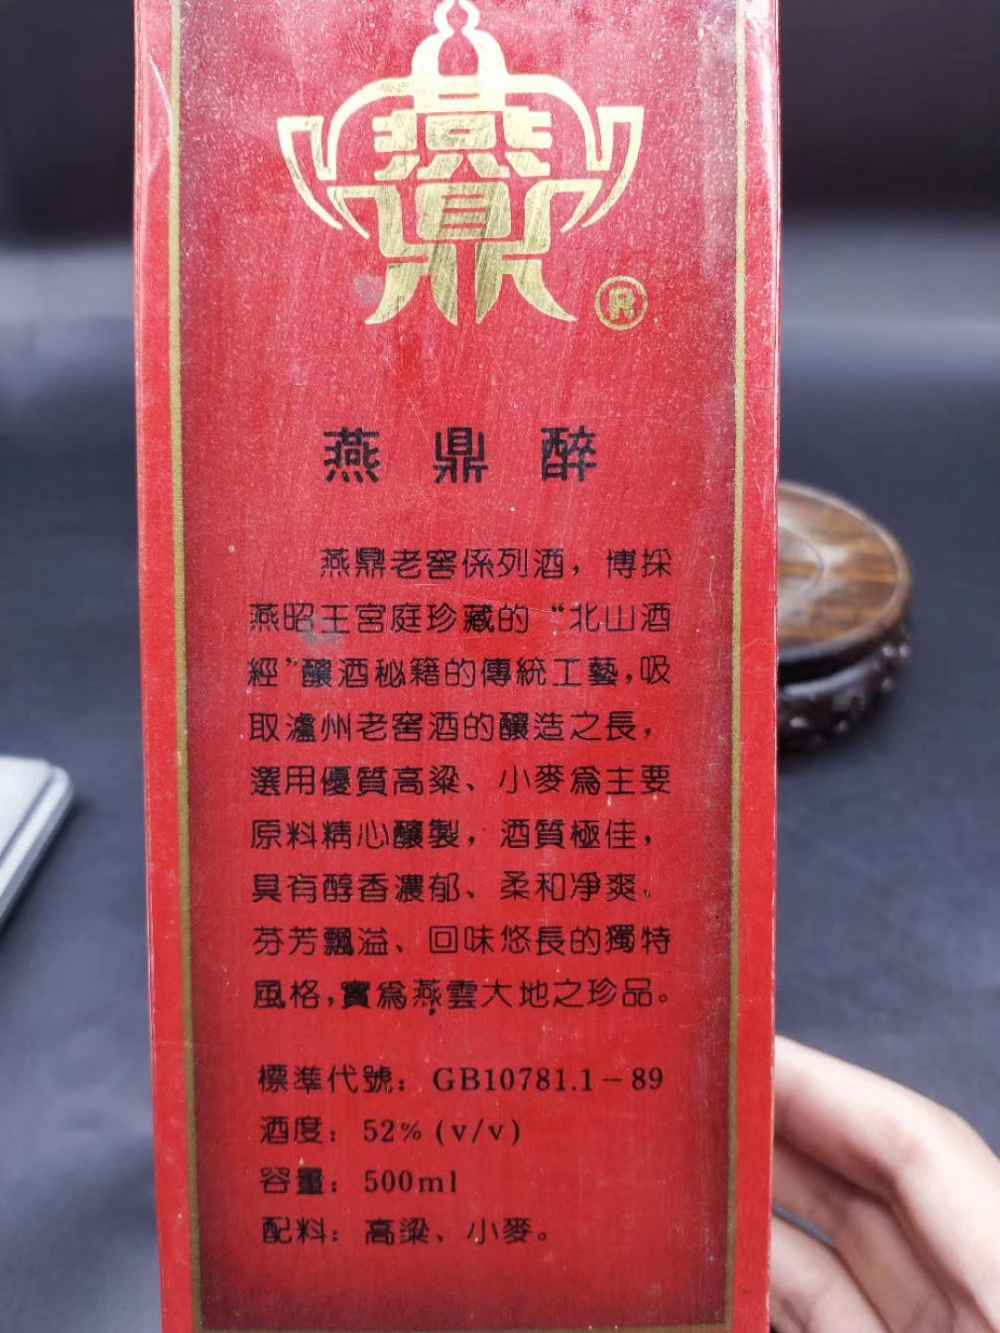 燕鼎
®
燕鼎醉
燕鼎老窖係列酒，博採
燕昭王宮庭珍藏的“北山酒
經”釀酒秘籍的傳統工藝，吸
取瀘州老窖酒的釀造之長，
選用優質高粱、小麥爲主要
原料精心釀製，酒質極佳，
具有醇香濃郁、柔和凈爽、
芬芳飄溢、回味悠長的獨特
風格，實爲燕雲大地之珍品。
標準代號：GB10781.1－89
酒度：52%(v/v)
容量：500ml
配料：高粱、小麥。